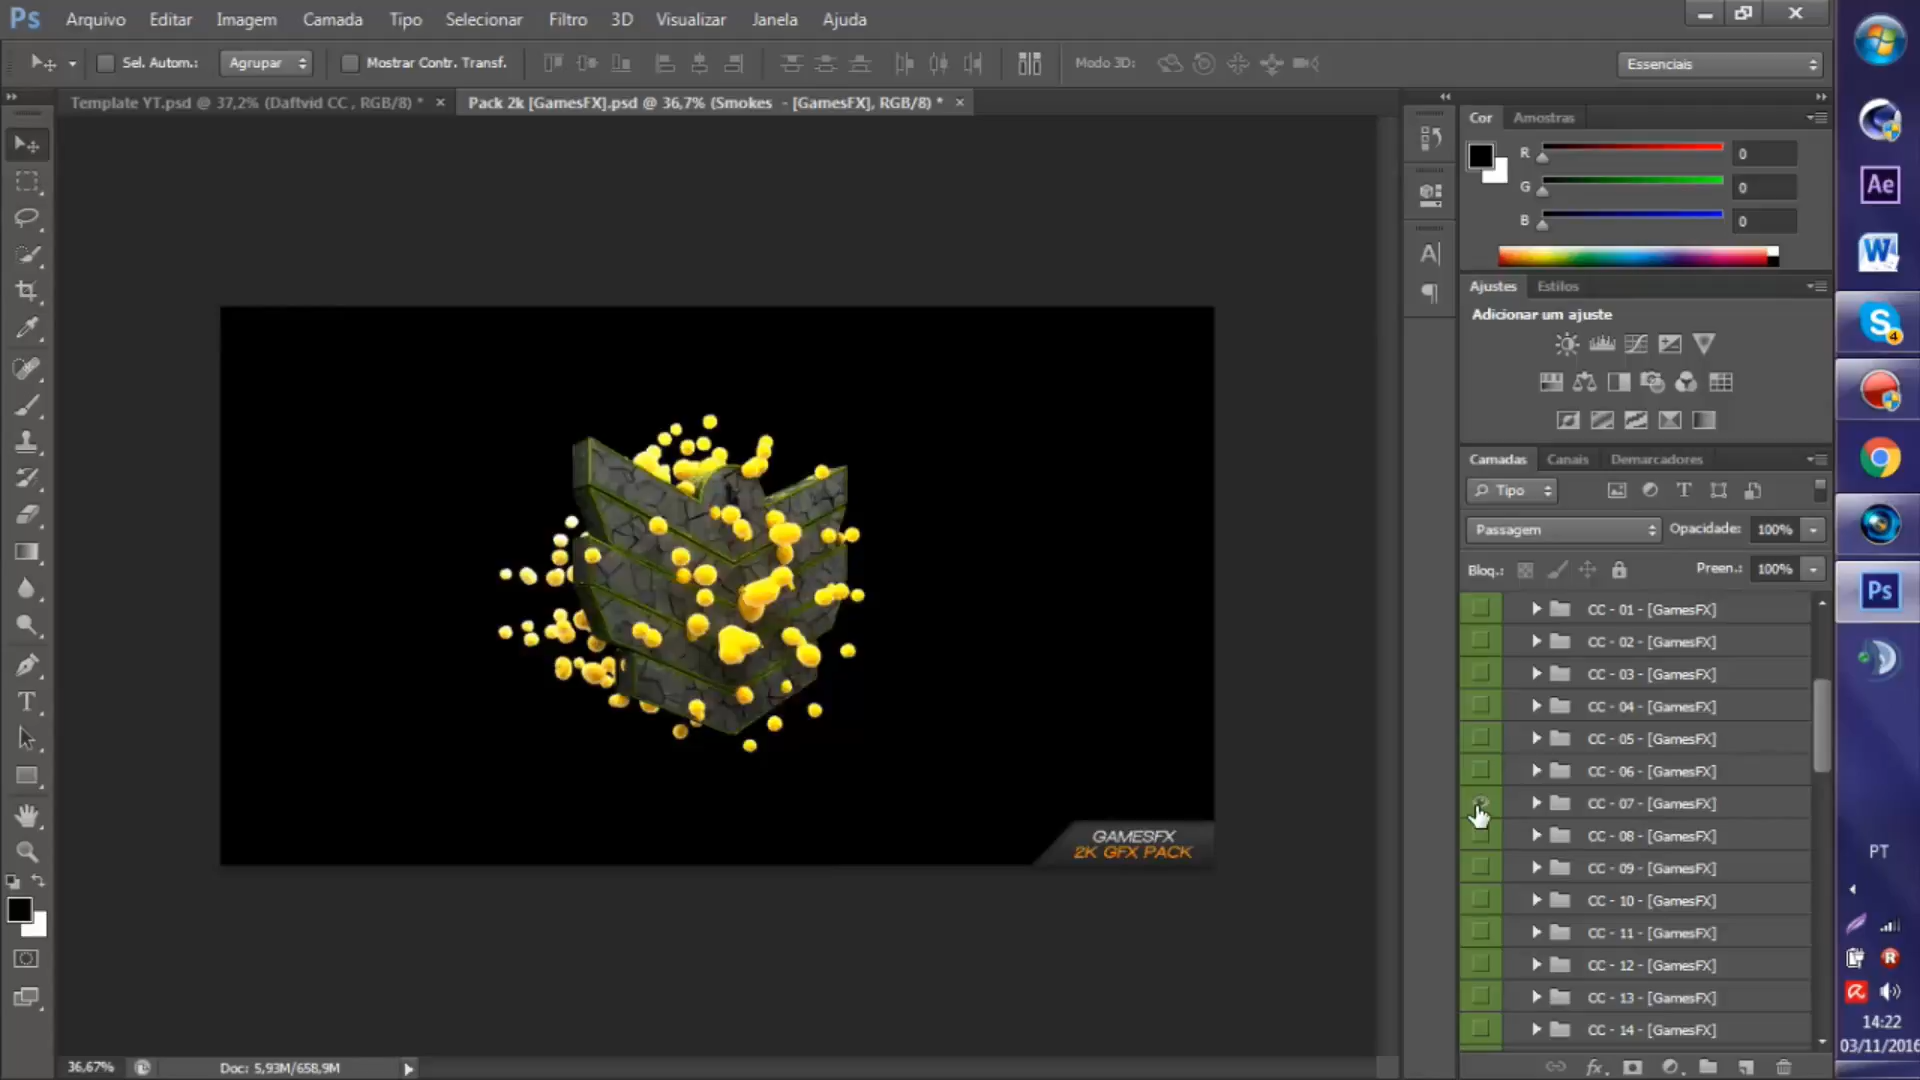 Ps Arquivo Editar Imagem Camada Tipo Selecionar Filtro 3D Visualizar Janela Ajuda
Sel. Autom.: Agrupar Mostrar Contr. Transf. Modo 3D: Essenciais
Template YT.psd @ 37,2% (Daftvid CC , RGB/8) * × Pack 2k [GamesFX].psd @ 36,7% (Smokes - [GamesFX], RGB/8) * ×
Cor Amostras
R 0
G 0
B 0
Ajustes Estilos
Adicionar um ajuste
Camadas Canais Demarcadores
Tipo
Passagem Opacidade: 100%
Bloq.: Preen.: 100%
CC - 01 - [GamesFX]
CC - 02 - [GamesFX]
CC - 03 - [GamesFX]
CC - 04 - [GamesFX]
CC - 05 - [GamesFX]
CC - 06 - [GamesFX]
CC - 07 - [GamesFX]
CC - 08 - [GamesFX]
CC - 09 - [GamesFX]
CC - 10 - [GamesFX]
CC - 11 - [GamesFX]
CC - 12 - [GamesFX]
CC - 13 - [GamesFX]
CC - 14 - [GamesFX]
GAMESFX
2K GFX PACK
36,67% Doc: 5,93M/658,9M
fx
Ae
W
S
4
Ps
PT
R
14:22
03/11/2016